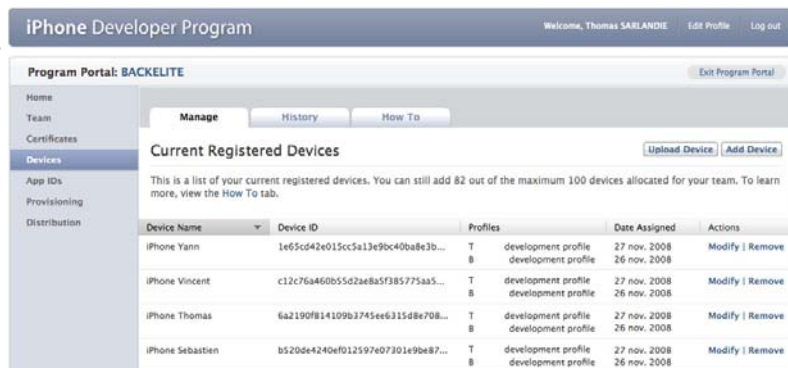 iPhone Developer Program
Welcome, Thomas SARLANDIE Edit Profile Log out
Program Portal: BACKELITE
Exit Program Portal
Home
Team
Certificates
Devices
App IDs
Provisioning
Distribution
Manage History How To
Current Registered Devices
Upload Device Add Device
This is a list of your current registered devices. You can still add 82 out of the maximum 100 devices allocated for your team. To learn
more, view the How To tab.
Device Name Device ID Profiles Date Assigned Actions
iPhone Yann 1e65cd42e015cc5a13e9bc40ba8e3b... T development profile 27 nov. 2008 Modify | Remove
B development profile 26 nov. 2008
iPhone Vincent c12c76a460b55d2ae8a5f385775aa5... T development profile 27 nov. 2008 Modify | Remove
B development profile 26 nov. 2008
iPhone Thomas 6a2190f814109b3745ee6315d8e708... T development profile 27 nov. 2008 Modify | Remove
B development profile 26 nov. 2008
iPhone Sebastien b520de4240ef012597e07301e9be87... T development profile 27 nov. 2008 Modify | Remove
B development profile 26 nov. 2008